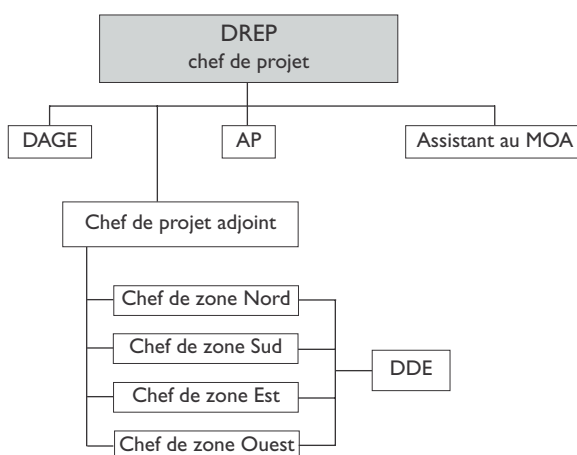 DREP
chef de projet
DAGE
AP
Assistant au MOA
Chef de projet adjoint
Chef de zone Nord
Chef de zone Sud
DDE
Chef de zone Est
Chef de zone Ouest